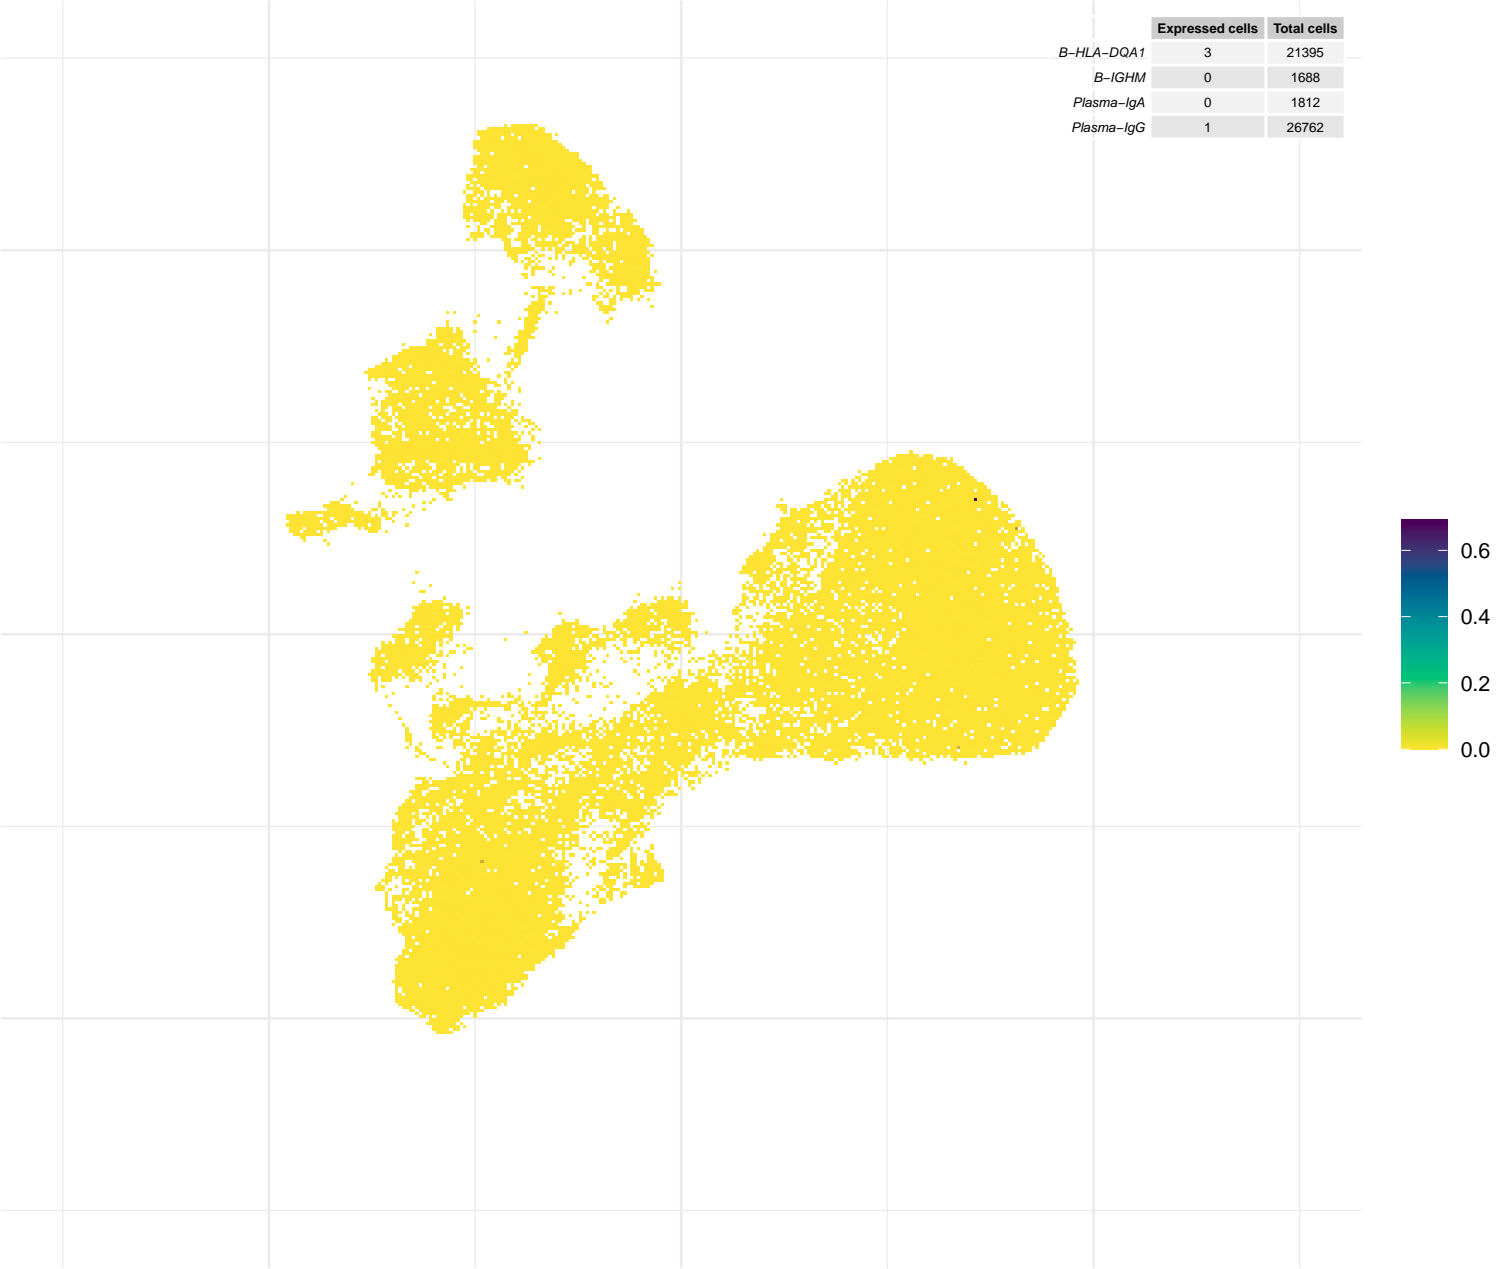 Expressed cells Total cells
B−HLA−DQA1 3 21395
B−IGHM 0 1688
Plasma−IgA 0 1812
Plasma−IgG 1 26762
0.6
0.4
0.2
0.0